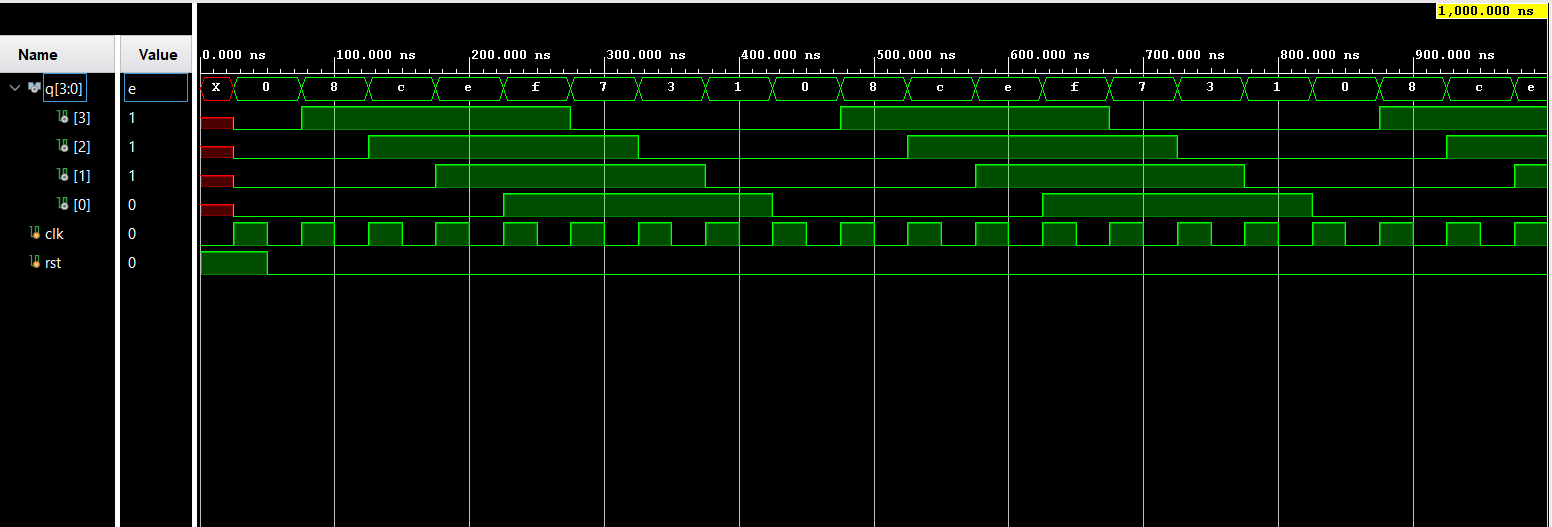 1,000.000 ns
Name Value 0.000 ns 100.000 ns 200.000 ns 300.000 ns 400.000 ns 500.000 ns 600.000 ns 700.000 ns 800.000 ns 900.000 ns
q[3:0] e X 0 8 c e f 7 3 1 0 8 c e f 7 3 1 0 8 c e
[3] 1
[2] 1
[1] 1
[0] 0
clk 0
rst 0